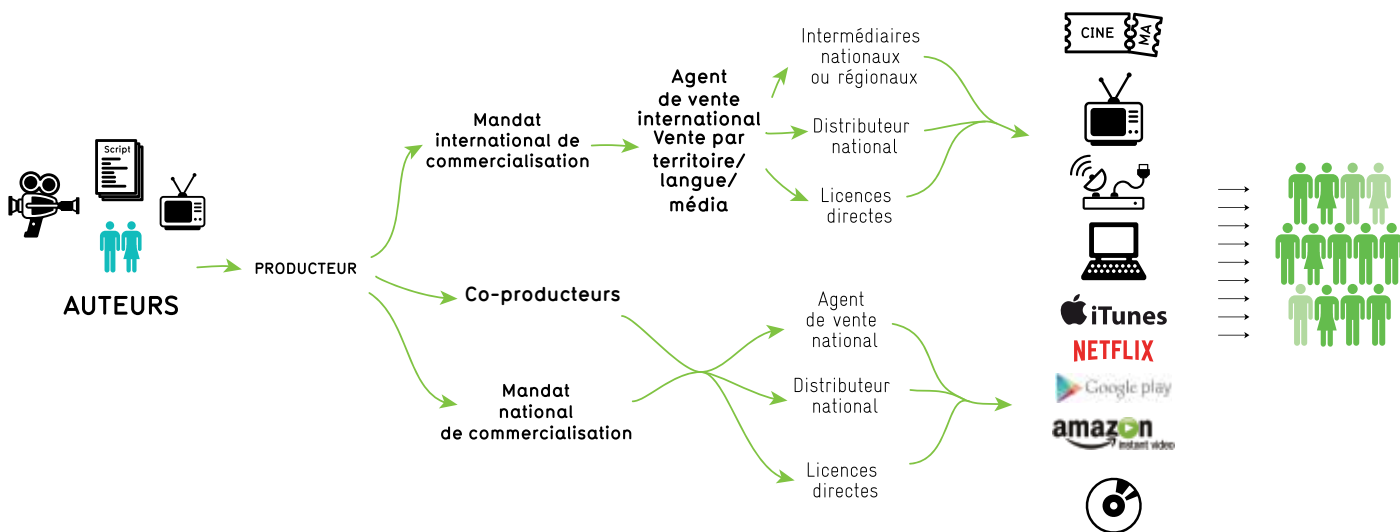 Script
AUTEURS
PRODUCTEUR
Mandat
international de
commercialisation
Co-producteurs
Mandat
national
de commercialisation
Agent
de vente
international
Vente par
territoire/
langue/
média
Intermédiaires
nationaux
ou régionaux
Distributeur
national
Licences
directes
Agent
de vente
national
Distributeur
national
Licences
directes
CINE
MA
iTunes
NETFLIX
Google play
amazon
instant video